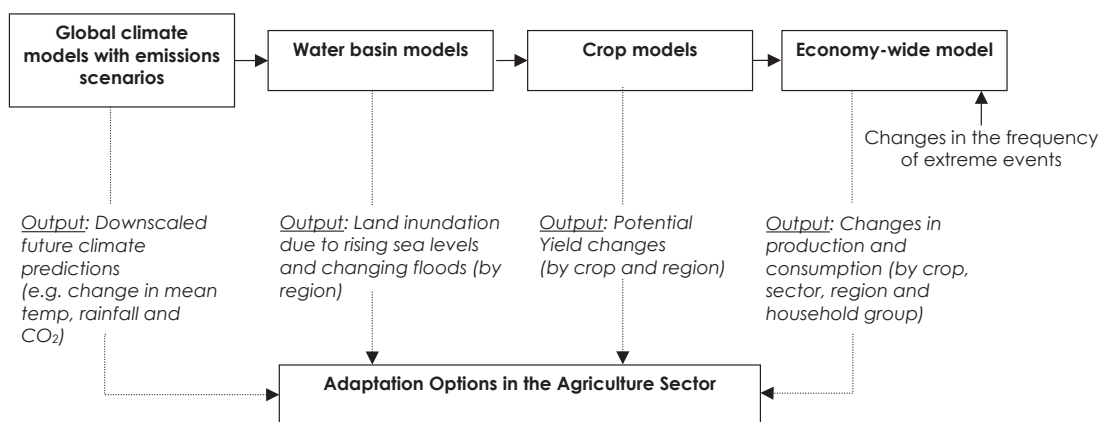 Global climate
models with emissions
scenarios
Water basin models
Crop models
Economy-wide model
Changes in the frequency
of extreme events
Output: Downscaled
future climate
predictions
(e.g. change in mean
temp, rainfall and
CO₂)
Output: Land inundation
due to rising sea levels
and changing floods (by
region)
Output: Potential
Yield changes
(by crop and region)
Output: Changes in
production and
consumption (by crop,
sector, region and
household group)
Adaptation Options in the Agriculture Sector